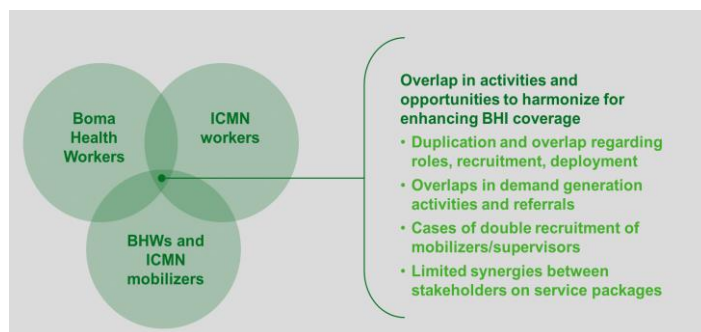 Boma
Health
Workers
ICMN
workers
BHWs and
ICMN
mobilizers
Overlap in activities and
opportunities to harmonize for
enhancing BHI coverage
• Duplication and overlap regarding
roles, recruitment, deployment
• Overlaps in demand generation
activities and referrals
• Cases of double recruitment of
mobilizers/supervisors
• Limited synergies between
stakeholders on service packages